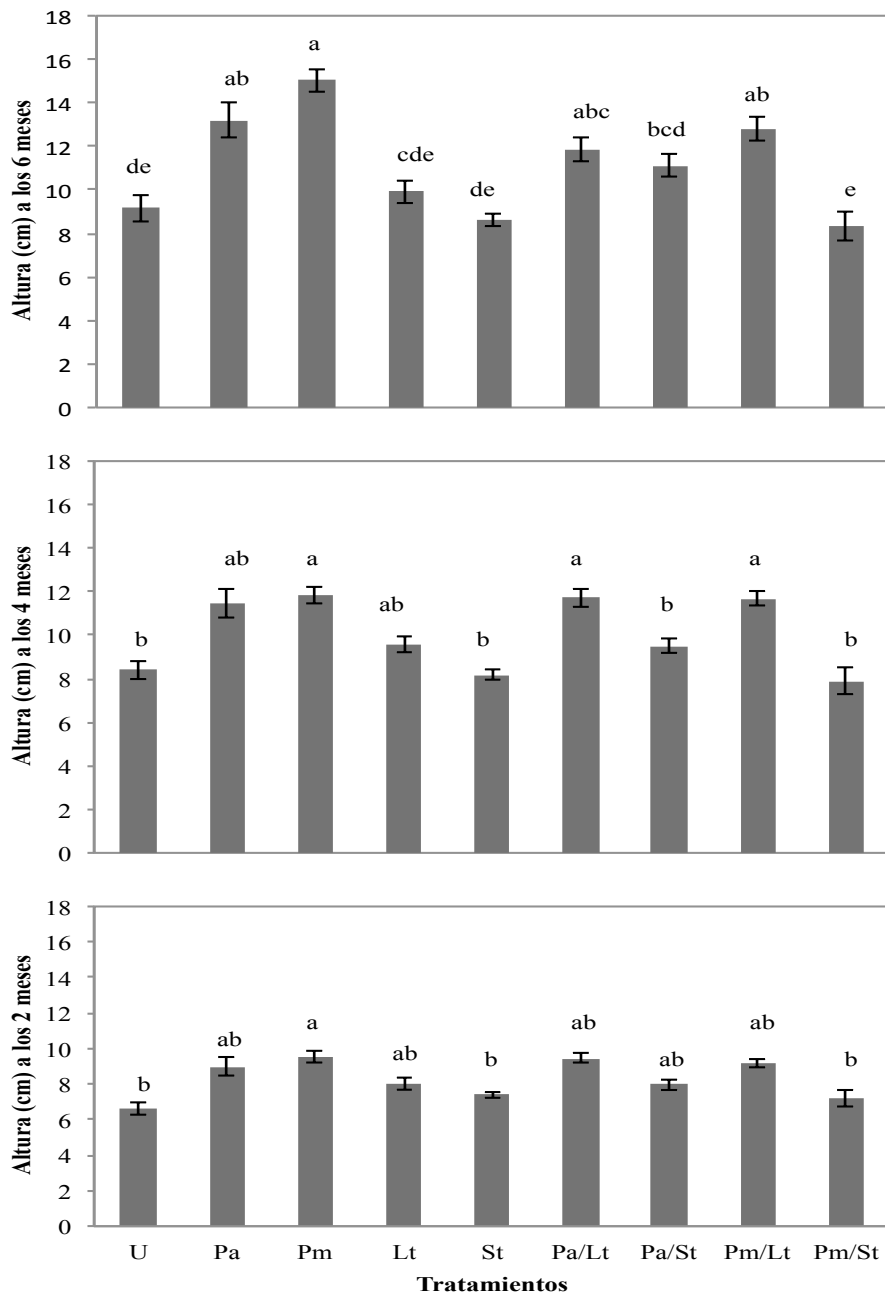 Altura (cm) a los 6 meses
18
16
14
12
10
8
6
4
2
0
de
ab
a
cde
de
abc
bcd
ab
e
Altura (cm) a los 4 meses
18
16
14
12
10
8
6
4
2
0
b
ab
a
ab
b
a
b
a
b
Altura (cm) a los 2 meses
18
16
14
12
10
8
6
4
2
0
b
ab
a
ab
b
ab
ab
ab
b
U Pa Pm Lt St Pa/Lt Pa/St Pm/Lt Pm/St
Tratamientos